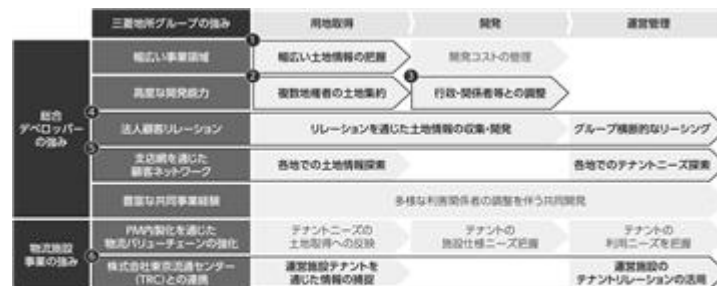 三菱地所グループの強み
用地取得
開発
運営管理
総合
デベロッパー
の強み
幅広い事業領域
❶
幅広い土地情報の把握
開発コストの管理
高度な開発能力
❷
複数地権者の土地集約
❸
行政・関係者等との調整
❹
法人顧客リレーション
リレーションを通じた土地情報の収集・開発
グループ横断的なリーシング
❺
支店網を通じた
顧客ネットワーク
各地での土地情報探索
各地でのテナントニーズ探索
豊富な共同事業経験
多様な利害関係者の調整を伴う共同開発
物流施設
事業の強み
PM内製化を通じた
物流バリューチェーンの強化
テナントニーズの
土地取得への反映
テナントの
施設仕様ニーズ把握
テナントの
利用ニーズを把握
❻
株式会社東京流通センター
(TRC)との連携
運営施設テナントを
通じた情報の捕捉
運営施設の
テナントリレーションの活用